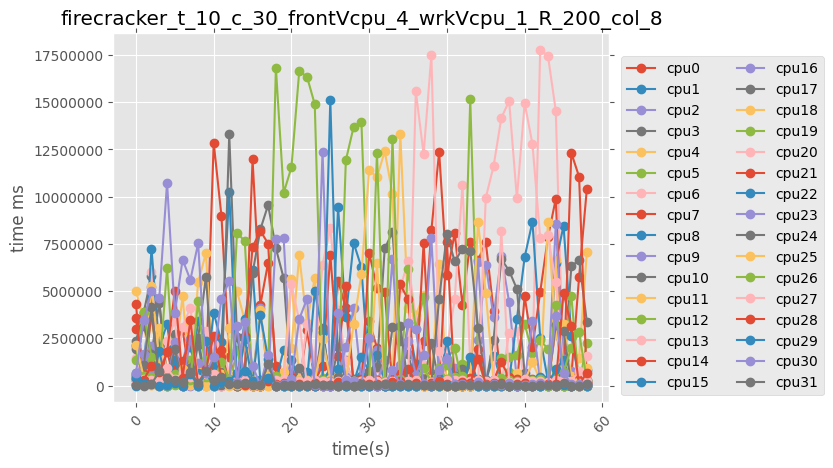 firecracker_t_10_c_30_frontVcpu_4_wrkVcpu_1_R_200_col_8
time ms
17500000
15000000
12500000
10000000
7500000
5000000
2500000
0
0
10
20
30
40
50
60
time(s)
cpu0
cpu1
cpu2
cpu3
cpu4
cpu5
cpu6
cpu7
cpu8
cpu9
cpu10
cpu11
cpu12
cpu13
cpu14
cpu15
cpu16
cpu17
cpu18
cpu19
cpu20
cpu21
cpu22
cpu23
cpu24
cpu25
cpu26
cpu27
cpu28
cpu29
cpu30
cpu31